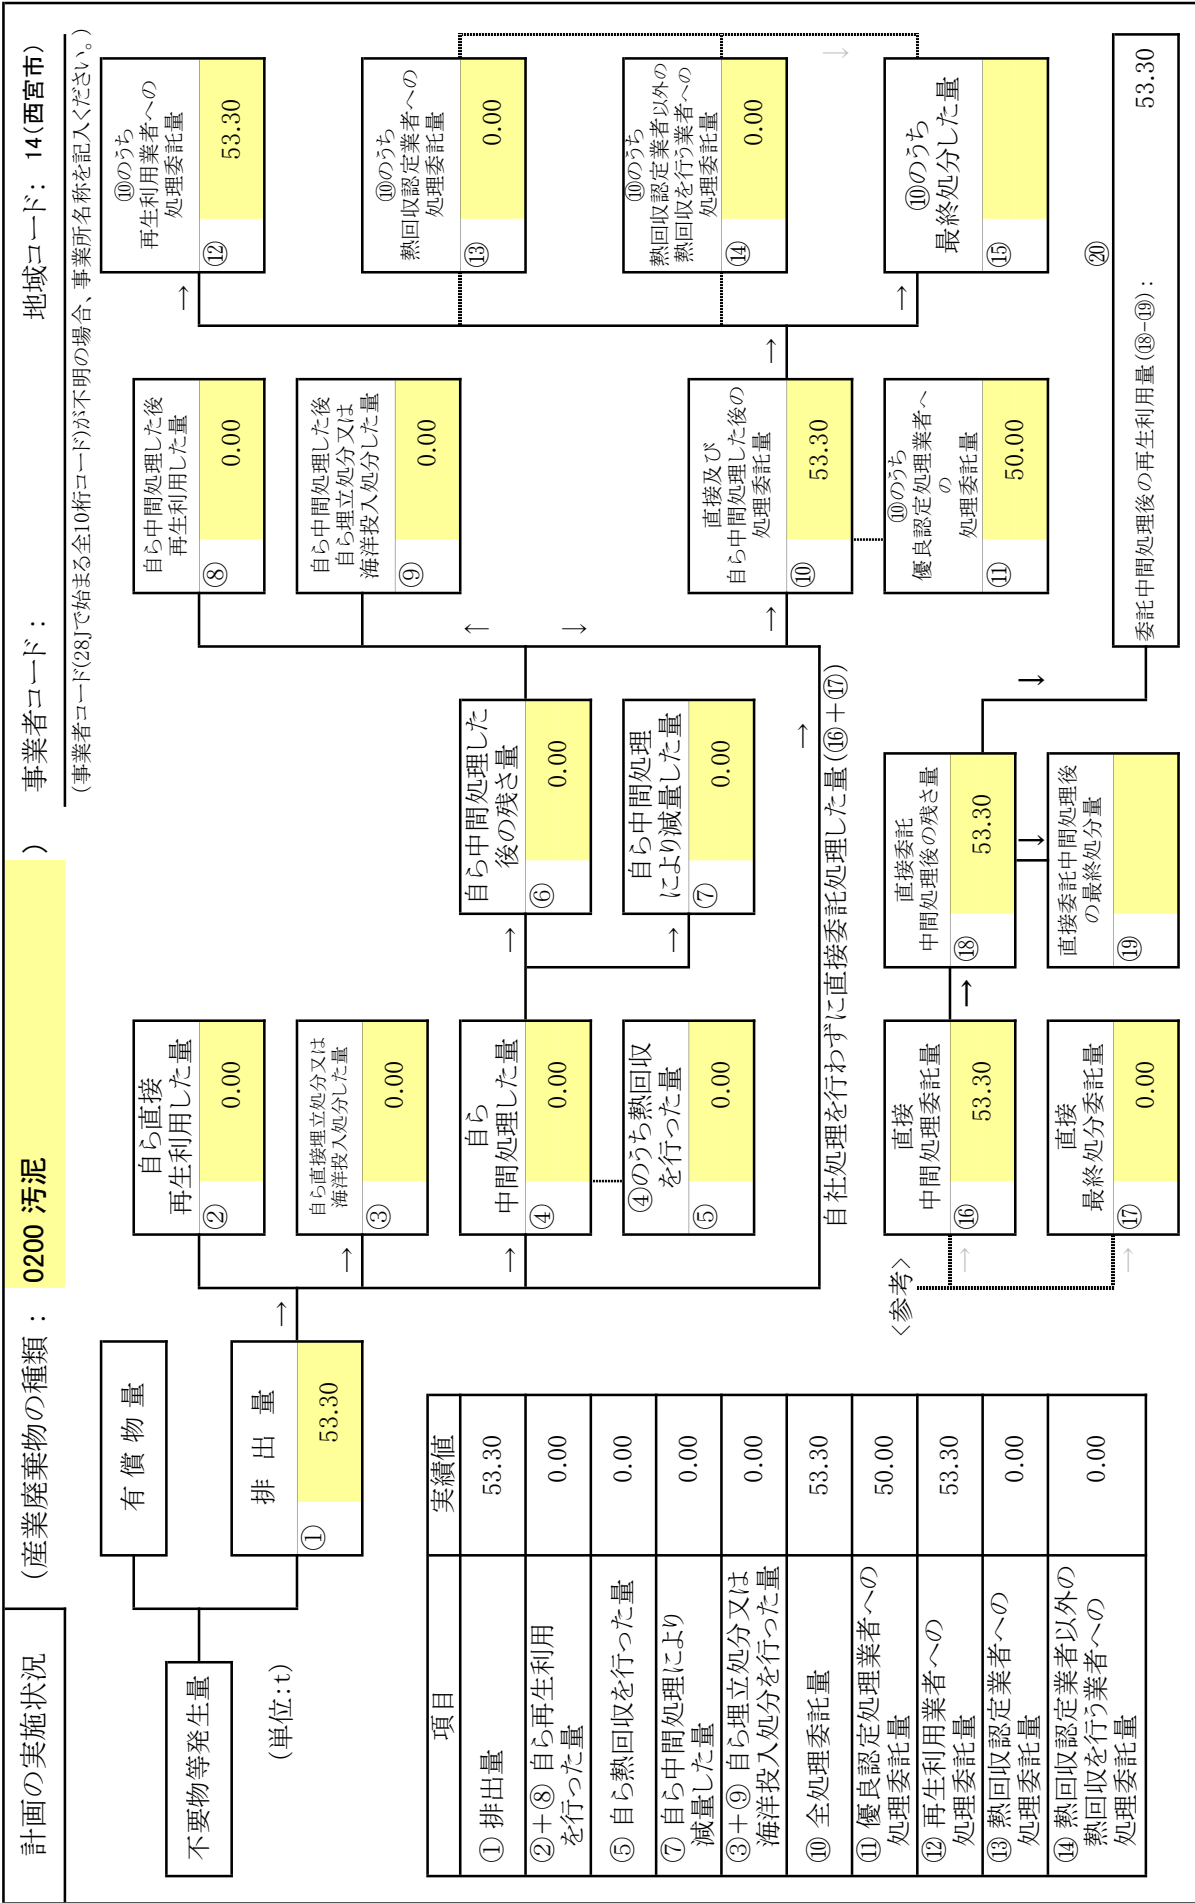 計画の実施状況
(産業廃棄物の種類：
0200 汚泥
)
事業者コード：
地域コード： 14(西宮市)
(事業者コード(「28」で始まる全10桁コード)が不明の場合、事業所名称を記入ください。)
不要物等発生量
(単位:t)
有 償 物 量
排 出 量
①
53.30
→
自ら直接
再生利用した量
②
0.00
→
自ら直接埋立処分又は
海洋投入処分した量
③
0.00
→
自ら
中間処理した量
④
0.00
④のうち熱回収
を行った量
⑤
0.00
→
自ら中間処理した
後の残さ量
⑥
0.00
→
自ら中間処理
により減量した量
⑦
0.00
↑
↓
自ら中間処理した後
再生利用した量
⑧
0.00
自ら中間処理した後
自ら埋立処分又は
海洋投入処分した量
⑨
0.00
自社処理を行わずに直接委託処理した量(⑯＋⑰)
→
→
直接及び
自ら中間処理した後の
処理委託量
⑩
53.30
⑩のうち
優良認定処理業者へ
の
処理委託量
⑪
50.00
→
→
⑩のうち
再生利用業者への
処理委託量
⑫
53.30
⑩のうち
熱回収認定業者への
処理委託量
⑬
0.00
⑩のうち
熱回収認定業者以外の
熱回収を行う業者への
処理委託量
⑭
0.00
→
→
⑩のうち
最終処分した量
⑮
<参考>
→
直接
中間処理委託量
⑯
53.30
→
直接
最終処分委託量
⑰
0.00
→
直接委託
中間処理後の残さ量
⑱
53.30
→
直接委託中間処理後
の最終処分量
⑲
→
⑳
委託中間処理後の再生利用量(⑱−⑲)：
53.30
項目
実績値
① 排出量
53.30
②＋⑧ 自ら再生利用
を行った量
0.00
⑤ 自ら熱回収を行った量
0.00
⑦ 自ら中間処理により
減量した量
0.00
③＋⑨ 自ら埋立処分又は
海洋投入処分を行った量
0.00
⑩ 全処理委託量
53.30
⑪ 優良認定処理業者への
処理委託量
50.00
⑫ 再生利用業者への
処理委託量
53.30
⑬ 熱回収認定業者への
処理委託量
0.00
⑭ 熱回収認定業者以外の
熱回収を行う業者への
処理委託量
0.00